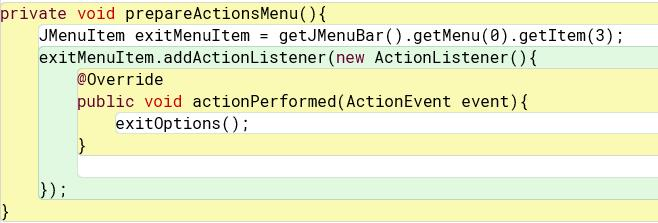 private void prepareActionsMenu(){
    JMenuItem exitMenuItem = getJMenuBar().getMenu(0).getItem(3);
    exitMenuItem.addActionListener(new ActionListener(){
        @Override
        public void actionPerformed(ActionEvent event){
            exitOptions();
        }
    });
}